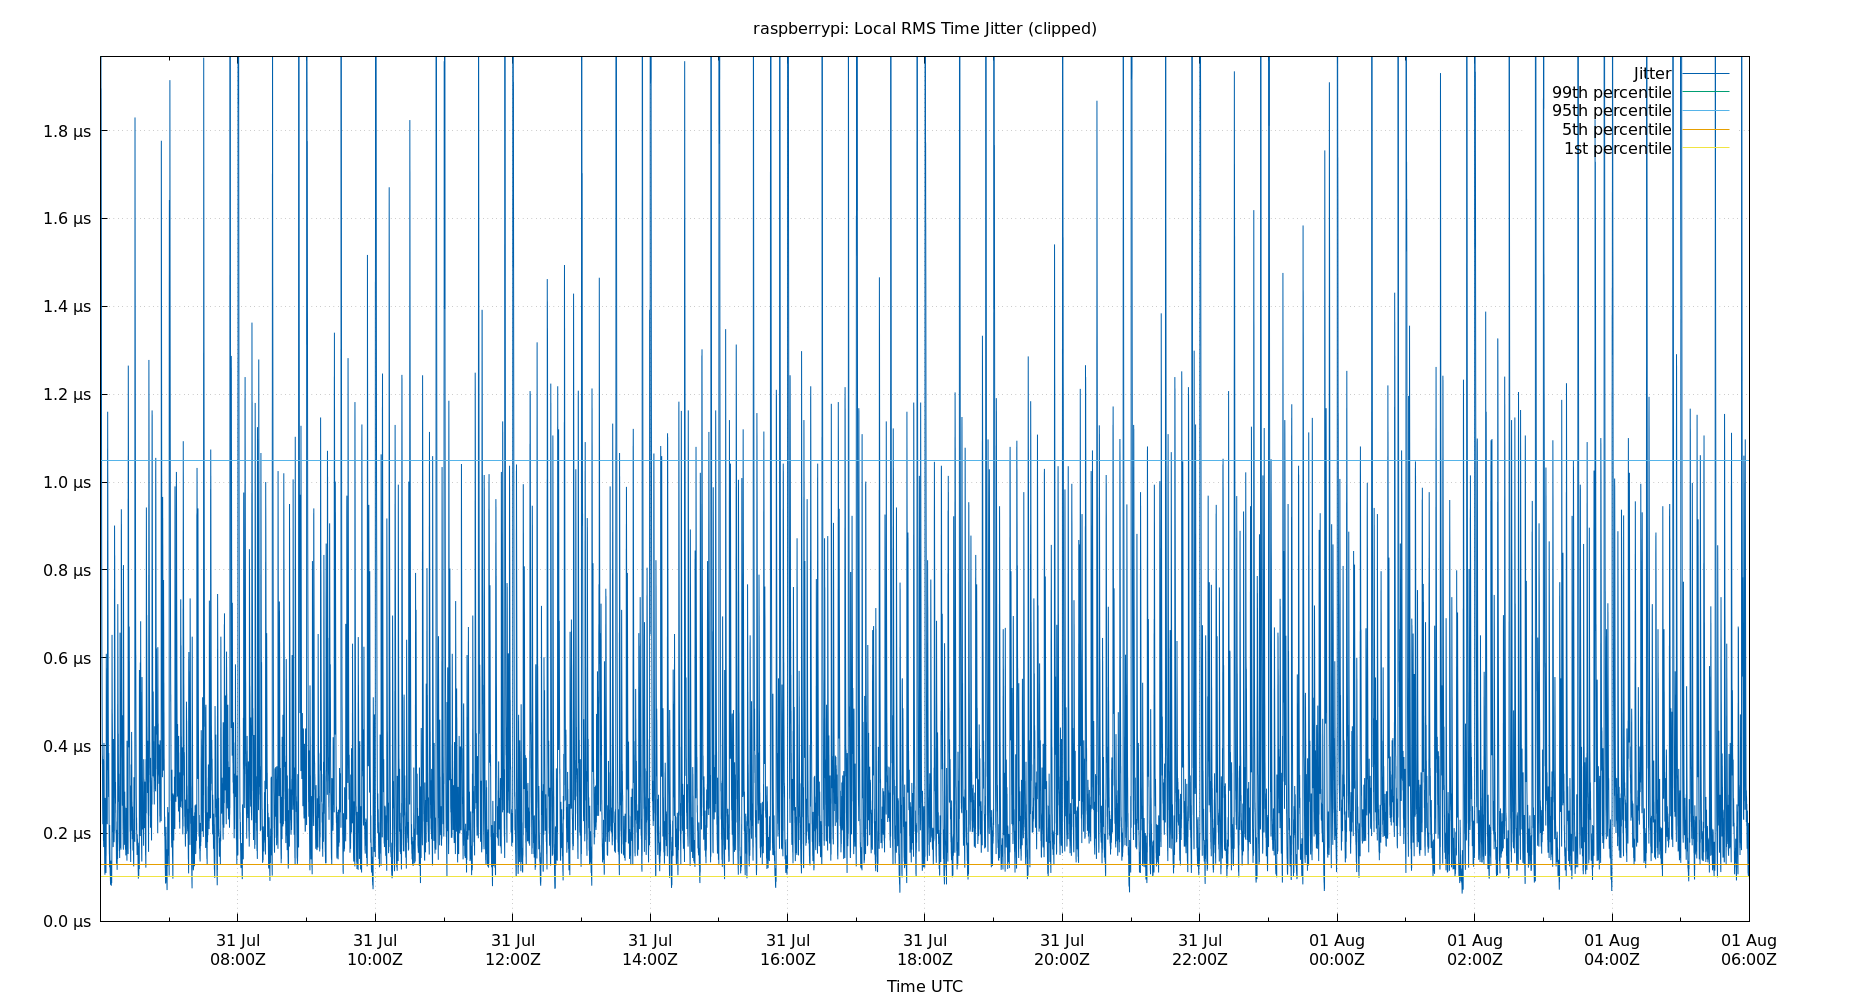 raspberrypi: Local RMS Time Jitter (clipped)
Jitter
99th percentile
95th percentile
5th percentile
1st percentile
1.8 μs
1.6 μs
1.4 μs
1.2 μs
1.0 μs
0.8 μs
0.6 μs
0.4 μs
0.2 μs
0.0 μs
31 Jul 31 Jul 31 Jul 31 Jul 31 Jul 31 Jul 31 Jul 31 Jul 01 Aug 01 Aug 01 Aug 01 Aug
08:00Z 10:00Z 12:00Z 14:00Z 16:00Z 18:00Z 20:00Z 22:00Z 00:00Z 02:00Z 04:00Z 06:00Z
Time UTC